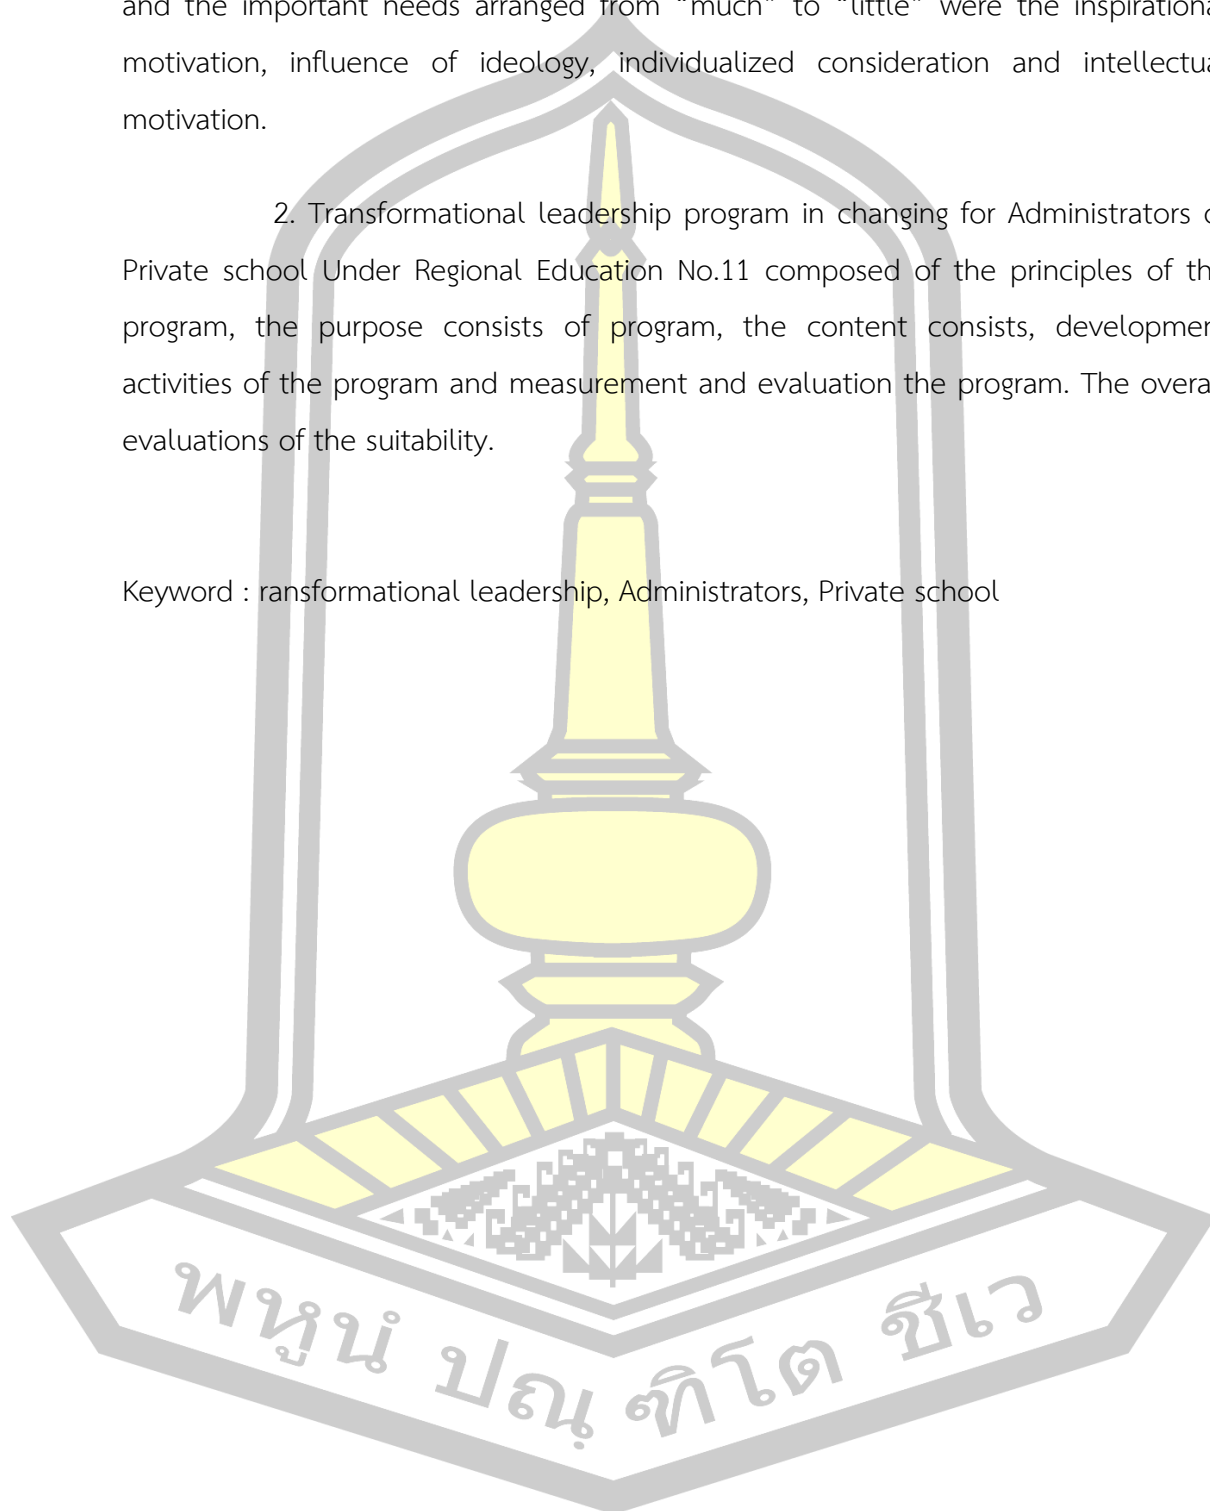 and the important needs arranged from “much” to “little” were the inspirational
motivation, influence of ideology, individualized consideration and intellectua
motivation.
2. Transformational leadership program in changing for Administrators o
Private school Under Regional Education No.11 composed of the principles of th
program, the purpose consists of program, the content consists, developmen
activities of the program and measurement and evaluation the program. The overal
evaluations of the suitability.
Keyword : ransformational leadership, Administrators, Private school
พหูนํ ปณฺฑิโต ชีเว